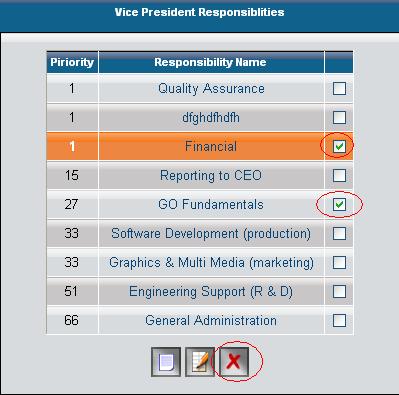 Vice President Responsiblities
Piriority Responsibility Name
1 Quality Assurance
1 dfghdfhdfh
1 Financial
15 Reporting to CEO
27 GO Fundamentals
33 Software Development (production)
33 Graphics & Multi Media (marketing)
51 Engineering Support (R & D)
66 General Administration